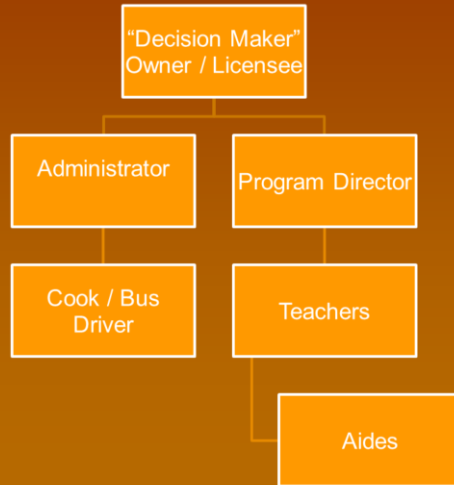 “Decision Maker”
Owner / Licensee
Administrator
Program Director
Cook / Bus
Driver
Teachers
Aides